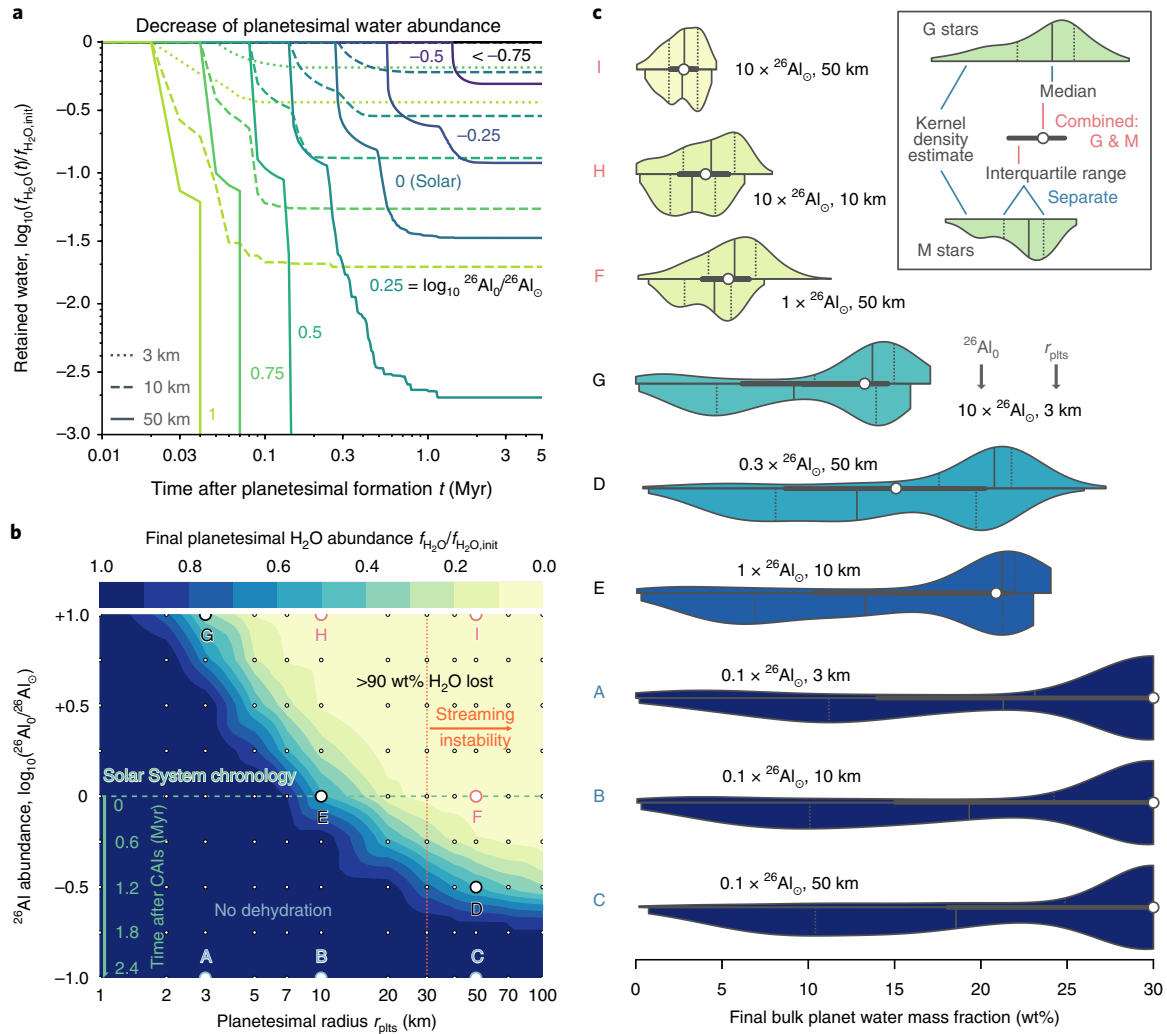 a
Decrease of planetesimal water abundance
Retained water, log₁₀(f_H₂O(t)/f_H₂O,init)
0
−0.5
−1.0
−1.5
−2.0
−2.5
−3.0
−0.5
< −0.75
−0.25
0 (Solar)
0.25 = log₁₀ ²⁶Al₀/²⁶Al⊙
0.5
0.75
1
3 km
10 km
50 km
0.01 0.03 0.1 0.3 1.0 5
Time after planetesimal formation t (Myr)
b
Final planetesimal H₂O abundance f_H₂O/f_H₂O,init
1.0 0.8 0.6 0.4 0.2 0.0
²⁶Al abundance, log₁₀(²⁶Al₀/²⁶Al⊙)
+1.0
+0.5
0
−0.5
−1.0
G
H
I
>90 wt% H₂O lost
Streaming
instability
Solar System chronology
E
F
Time after CAIs (Myr)
0
0.6
1.2
1.8
2.4
D
No dehydration
A
B
C
1 2 3 5 7 10 20 30 50 70 100
Planetesimal radius r_plts (km)
c
I
10 × ²⁶Al⊙, 50 km
H
10 × ²⁶Al⊙, 10 km
F
1 × ²⁶Al⊙, 50 km
G
²⁶Al₀
r_plts
10 × ²⁶Al⊙, 3 km
D
0.3 × ²⁶Al⊙, 50 km
E
1 × ²⁶Al⊙, 10 km
A
0.1 × ²⁶Al⊙, 3 km
B
0.1 × ²⁶Al⊙, 10 km
C
0.1 × ²⁶Al⊙, 50 km
G stars
Median
Kernel
density
estimate
Combined:
G & M
Interquartile range
Separate
M stars
0 5 10 15 20 25 30
Final bulk planet water mass fraction (wt%)